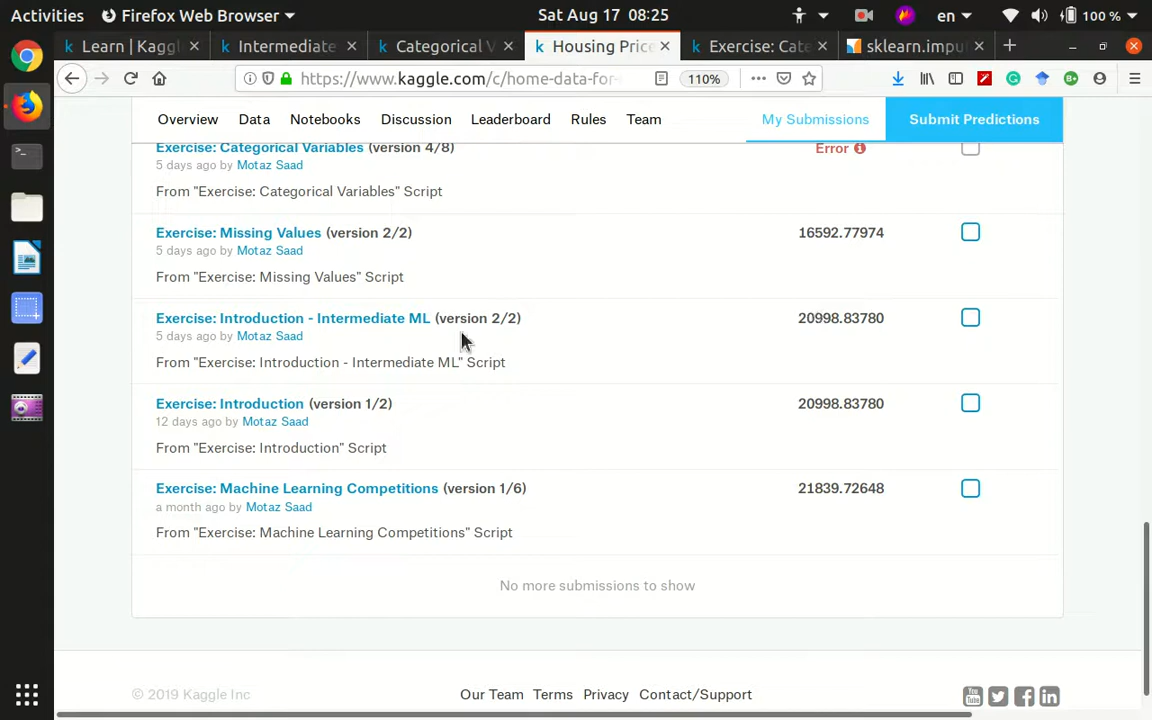 Activities
Firefox Web Browser
Sat Aug 17 08:25
en
100 %
Learn | Kaggl
Intermediate
Categorical V
Housing Price
Exercise: Cate
sklearn.impu
https://www.kaggle.com/c/home-data-for-
110%
Overview
Data
Notebooks
Discussion
Leaderboard
Rules
Team
My Submissions
Submit Predictions
Exercise: Categorical Variables (version 4/8)
Error
5 days ago by Motaz Saad
From "Exercise: Categorical Variables" Script
Exercise: Missing Values (version 2/2)
16592.77974
5 days ago by Motaz Saad
From "Exercise: Missing Values" Script
Exercise: Introduction - Intermediate ML (version 2/2)
20998.83780
5 days ago by Motaz Saad
From "Exercise: Introduction - Intermediate ML" Script
Exercise: Introduction (version 1/2)
20998.83780
12 days ago by Motaz Saad
From "Exercise: Introduction" Script
Exercise: Machine Learning Competitions (version 1/6)
21839.72648
a month ago by Motaz Saad
From "Exercise: Machine Learning Competitions" Script
No more submissions to show
© 2019 Kaggle Inc
Our Team
Terms
Privacy
Contact/Support